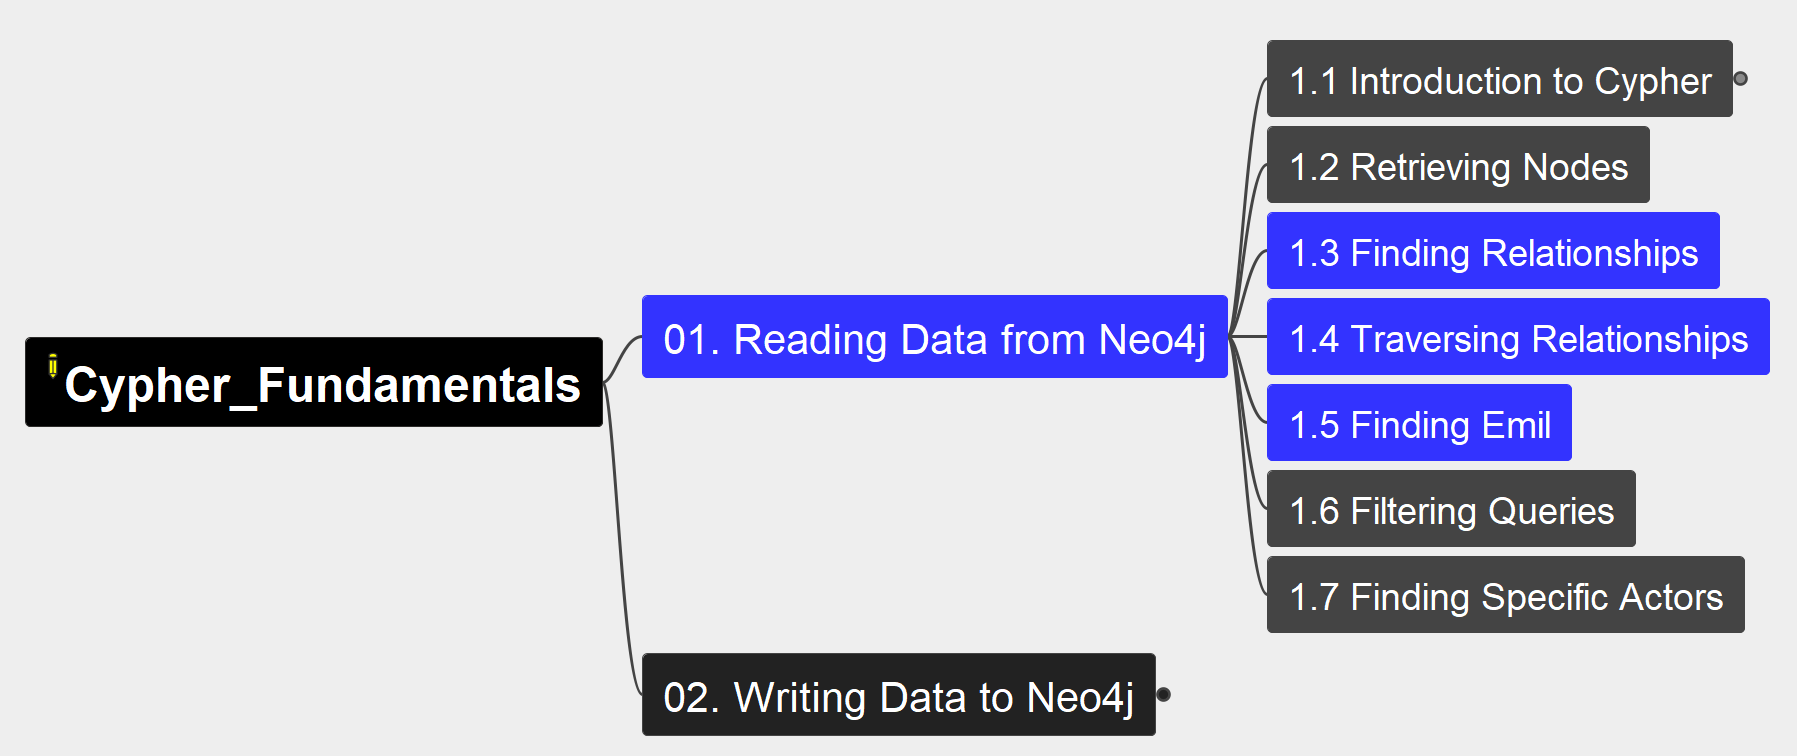 Cypher_Fundamentals
01. Reading Data from Neo4j
1.1 Introduction to Cypher
1.2 Retrieving Nodes
1.3 Finding Relationships
1.4 Traversing Relationships
1.5 Finding Emil
1.6 Filtering Queries
1.7 Finding Specific Actors
02. Writing Data to Neo4j